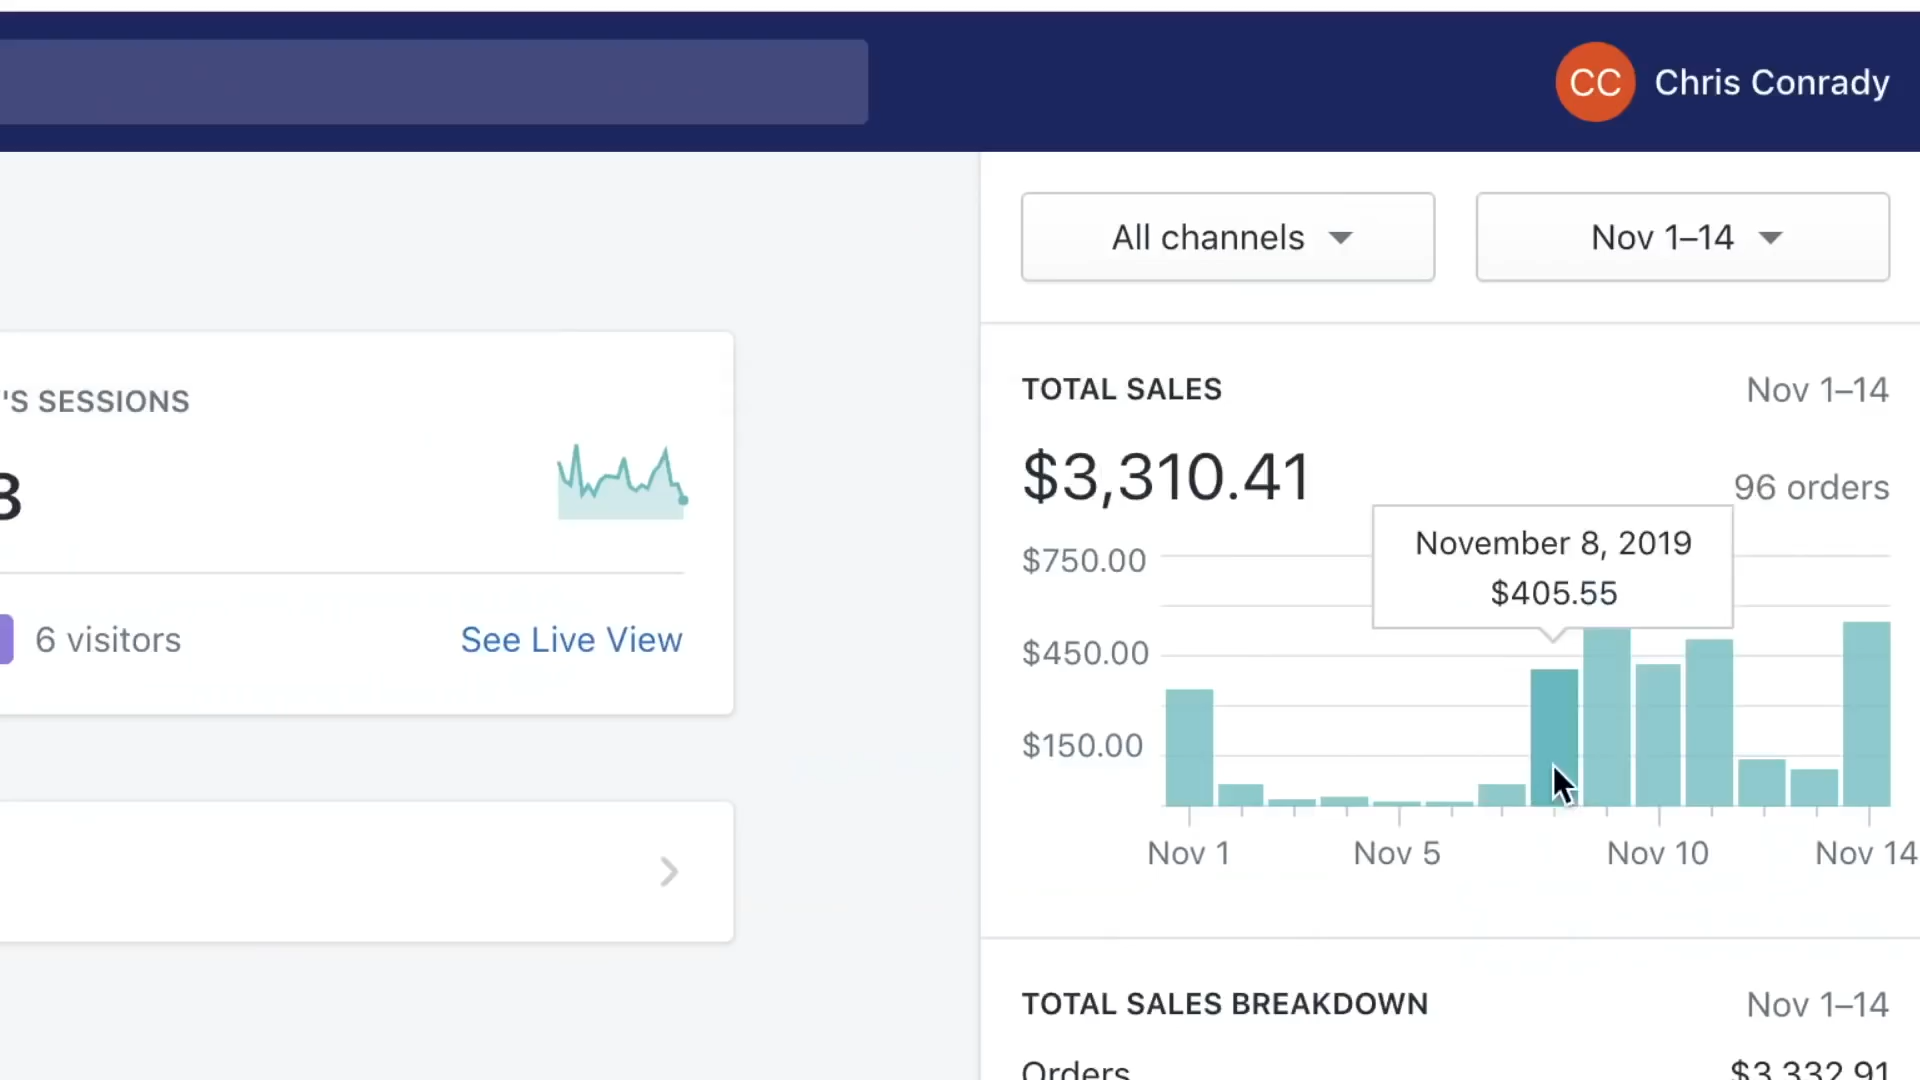 CC Chris Conrady
All channels
Nov 1–14
'S SESSIONS
6 visitors
See Live View
TOTAL SALES
Nov 1–14
$3,310.41
96 orders
November 8, 2019
$405.55
$750.00
$450.00
$150.00
Nov 1
Nov 5
Nov 10
Nov 14
TOTAL SALES BREAKDOWN
Nov 1–14
Orders
$3,332.91